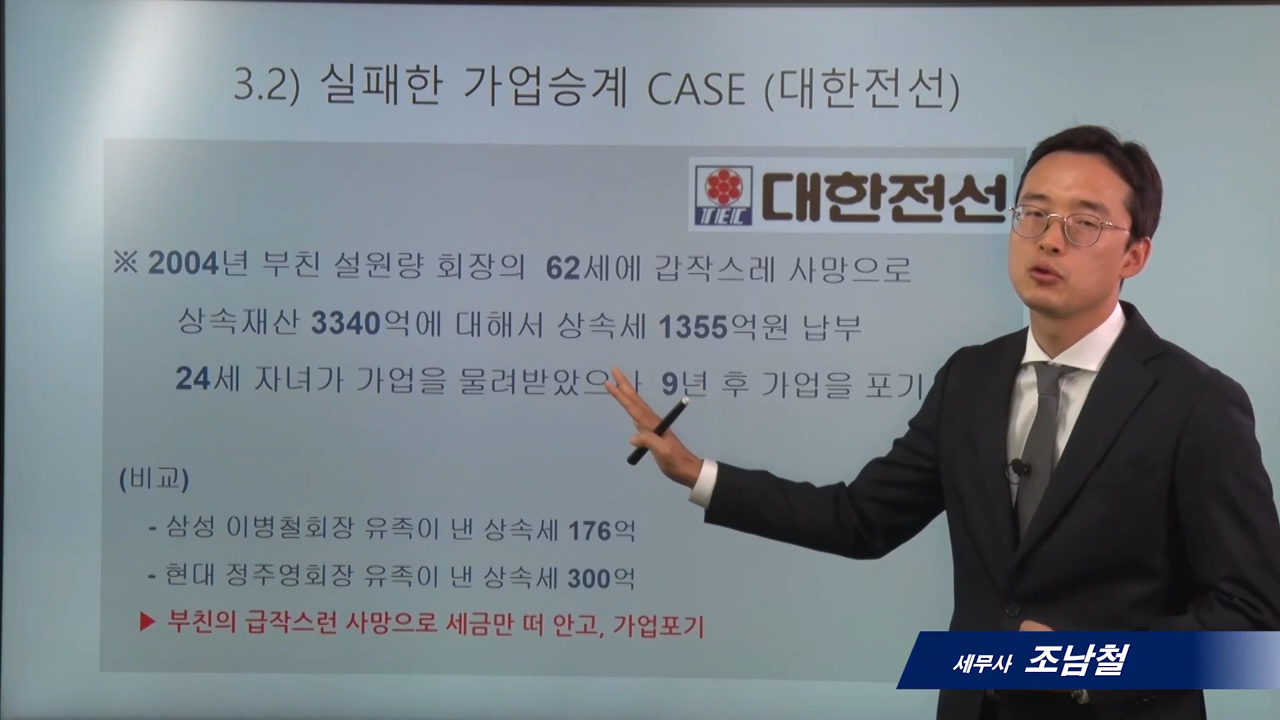 3.2) 실패한 가업승계 CASE (대한전선)
TEC 대한전선
※ 2004년 부친 설원량 회장의 62세에 갑작스레 사망으로
상속재산 3340억에 대해서 상속세 1355억원 납부
24세 자녀가 가업을 물려받았으나 9년 후 가업을 포기
(비교)
- 삼성 이병철회장 유족이 낸 상속세 176억
- 현대 정주영회장 유족이 낸 상속세 300억
▶ 부친의 급작스런 사망으로 세금만 떠 안고, 가업포기
세무사 조남철